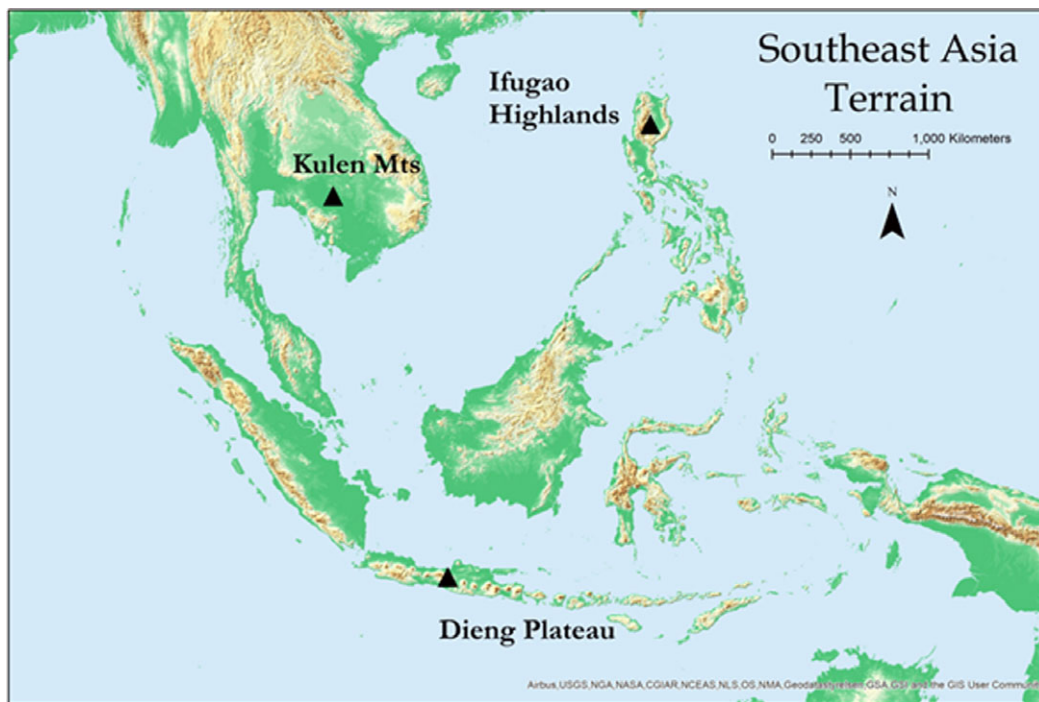 Southeast Asia
Terrain
0 250 500 1,000 Kilometers
N
Ifugao
Highlands
Kulen Mts
Dieng Plateau
Airbus,USGS,NGA,NASA,CGIAR,NCEAS,NLS,OS,NMA,Geodatastyrelsen,GSA,GSI and the GIS User Communi